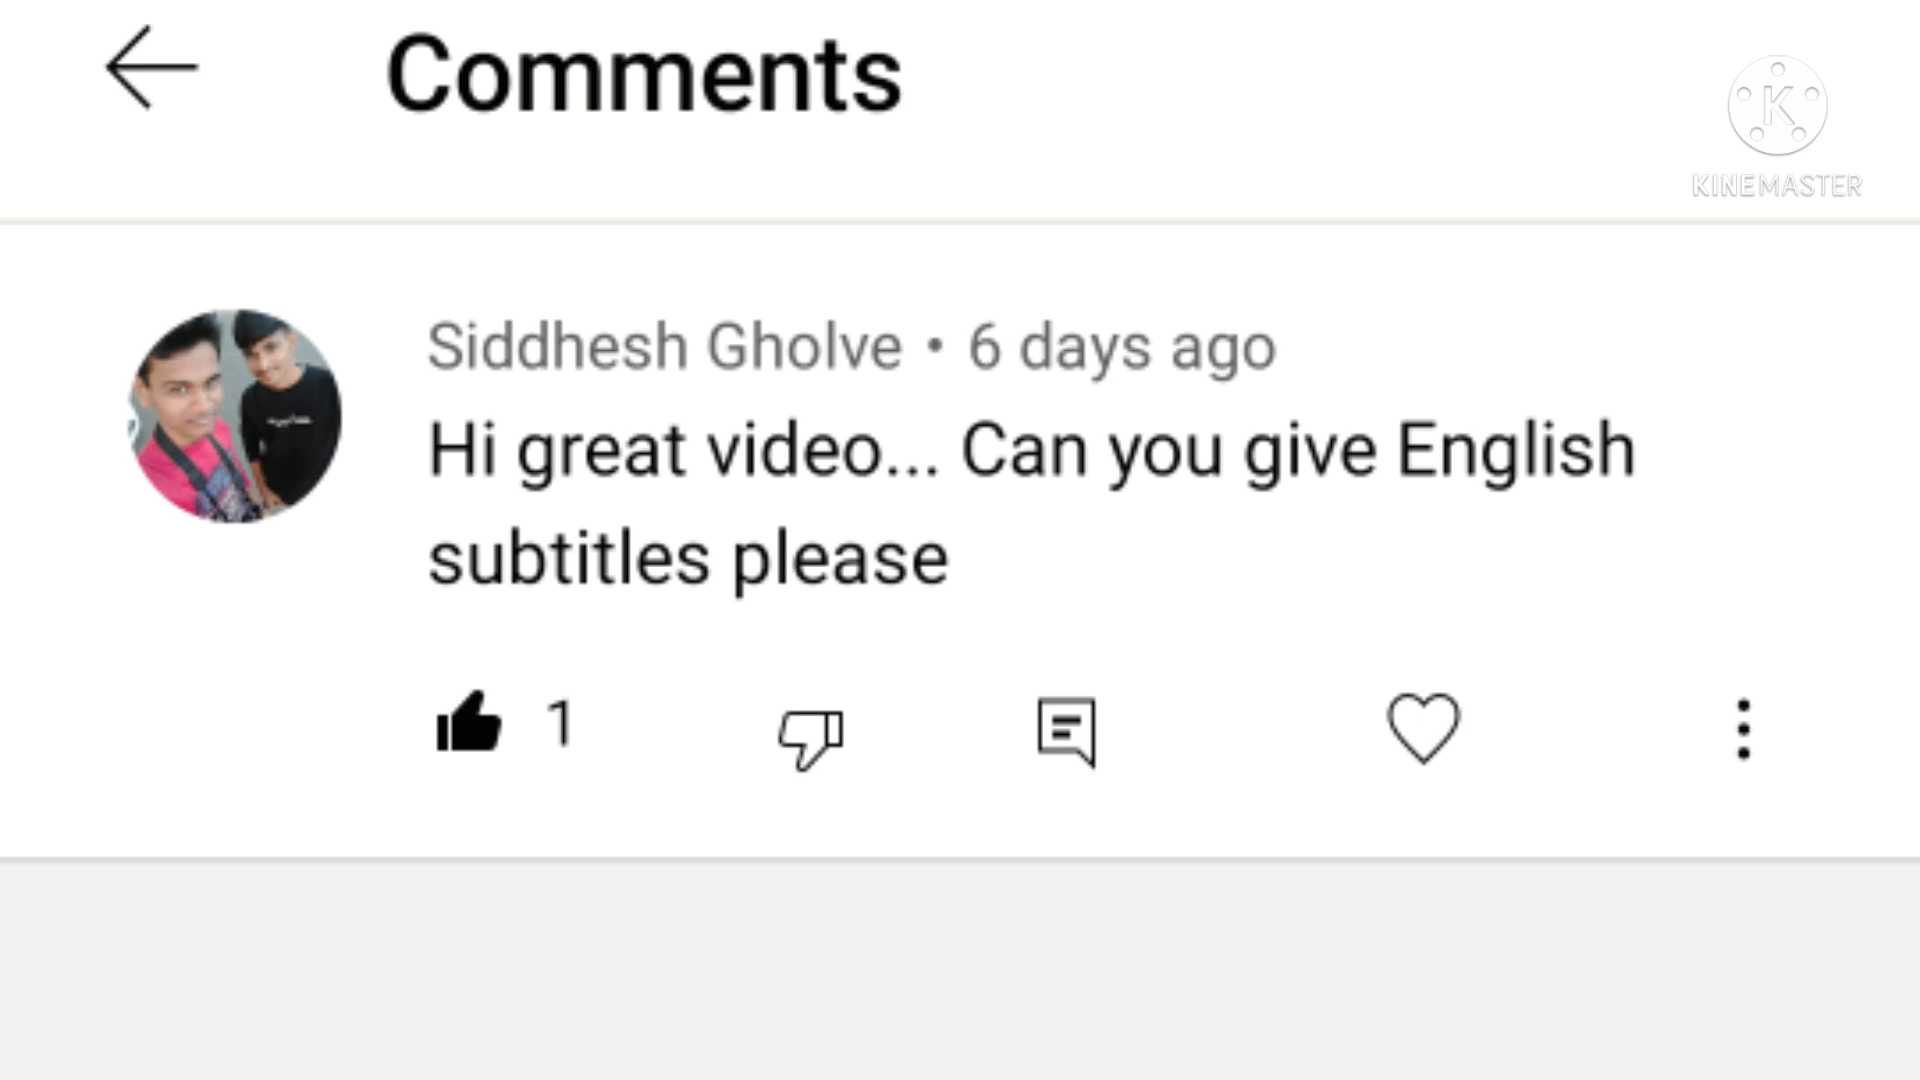 Comments
K
KINEMASTER
Siddhesh Gholve • 6 days ago
Hi great video... Can you give English
subtitles please
1